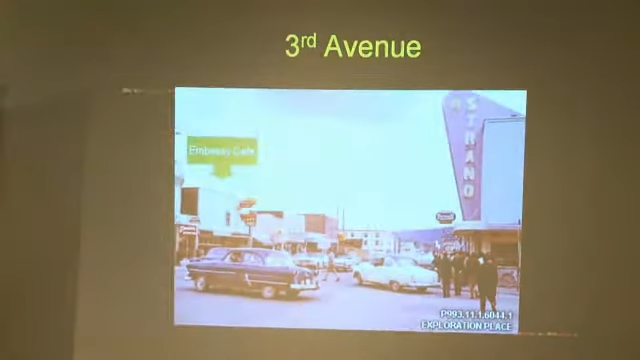 3rd Avenue
Embassy Cafe
STRAND
P993.11.1.6044.1
EXPLORATION PLACE